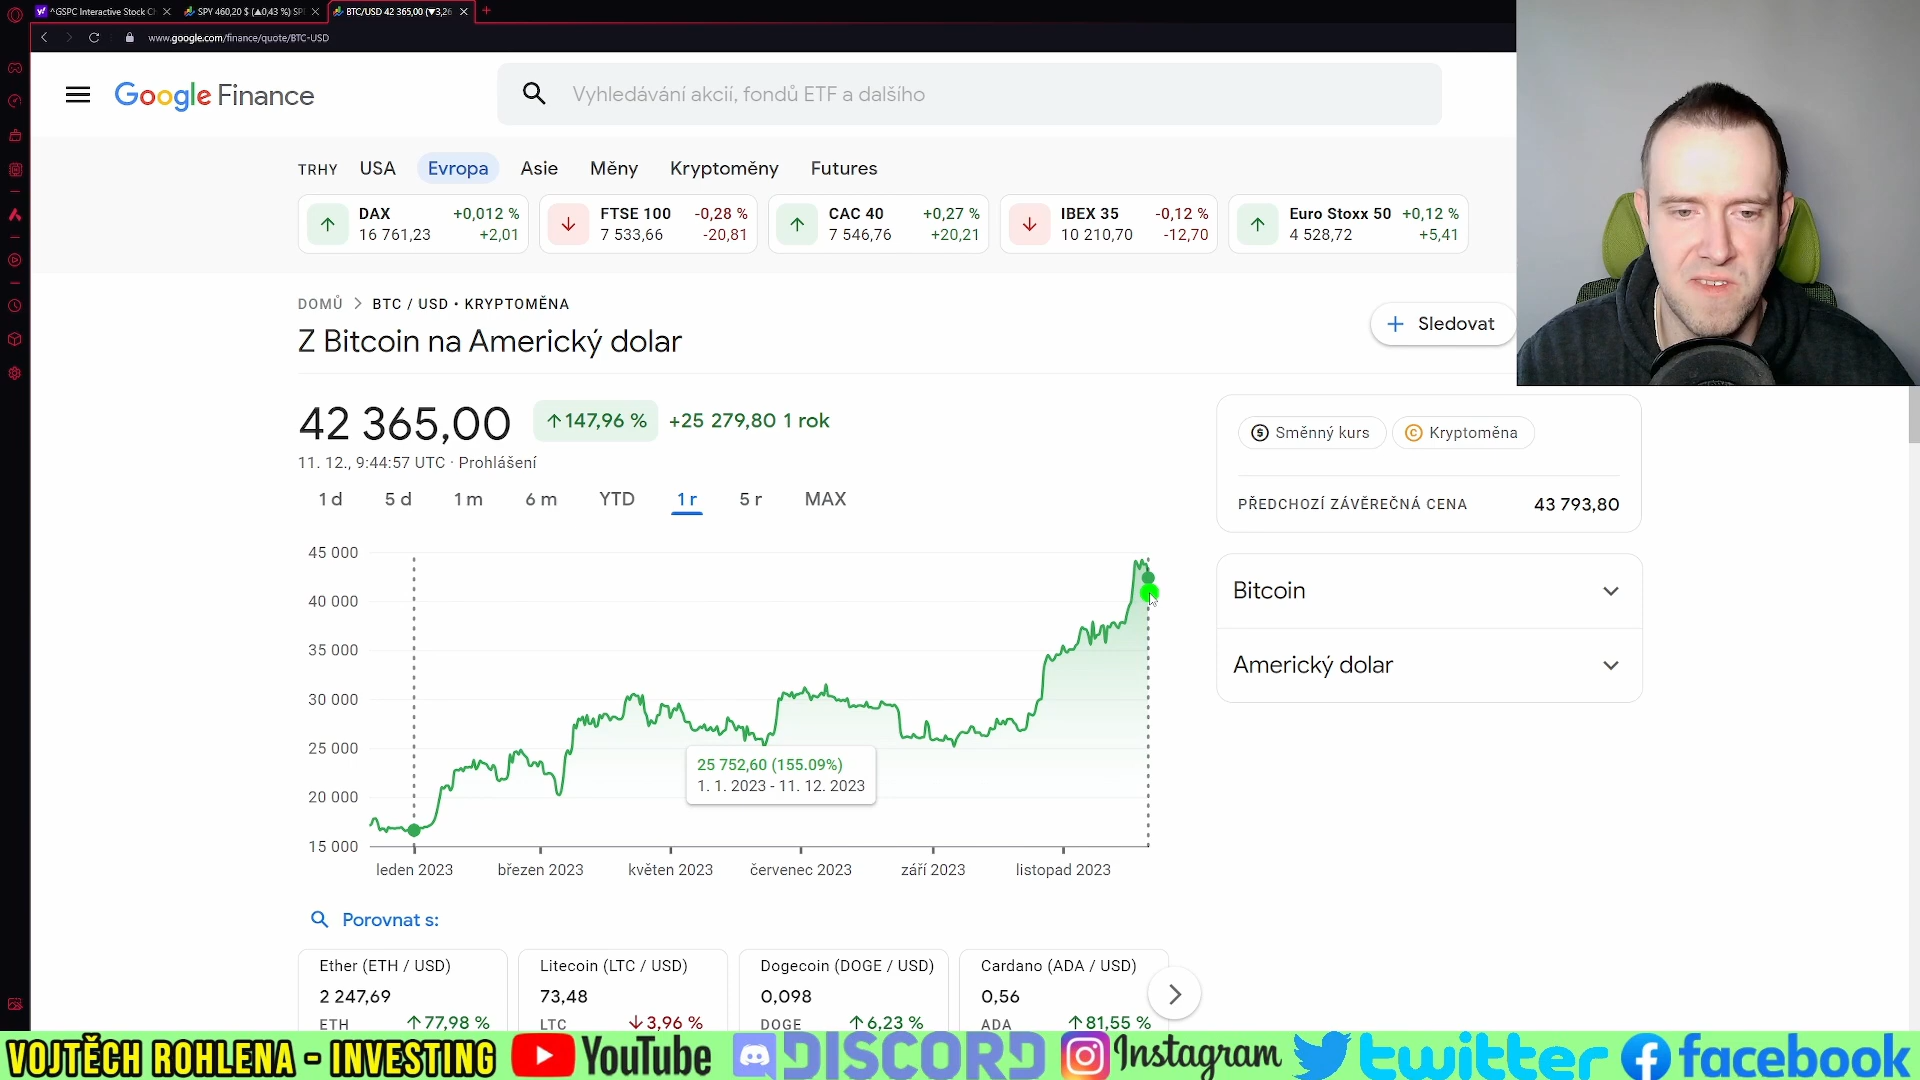 ^GSPC Interactive Stock C
SPY 460,20 $ (▲0,43 %) SP
BTC/USD 42 365,00 (▼3,26
www.google.com/finance/quote/BTC-USD
Google Finance
Vyhledávání akcií, fondů ETF a dalšího
TRHY USA Evropa Asie Měny Kryptoměny Futures
DAX +0,012 %
16 761,23 +2,01
FTSE 100 -0,28 %
7 533,66 -20,81
CAC 40 +0,27 %
7 546,76 +20,21
IBEX 35 -0,12 %
10 210,70 -12,70
Euro Stoxx 50 +0,12 %
4 528,72 +5,41
DOMŮ > BTC / USD • KRYPTOMĚNA
Z Bitcoin na Americký dolar
+ Sledovat
42 365,00 ↑147,96 % +25 279,80 1 rok
11. 12., 9:44:57 UTC · Prohlášení
1 d 5 d 1 m 6 m YTD 1 r 5 r MAX
45 000
40 000
35 000
30 000
25 000
20 000
15 000
25 752,60 (155.09%)
1. 1. 2023 - 11. 12. 2023
leden 2023 březen 2023 květen 2023 červenec 2023 září 2023 listopad 2023
Směnný kurs Kryptoměna
PŘEDCHOZÍ ZÁVĚREČNÁ CENA 43 793,80
Bitcoin
Americký dolar
Porovnat s:
Ether (ETH / USD)
2 247,69
ETH ↑77,98 %
Litecoin (LTC / USD)
73,48
LTC ↓3,96 %
Dogecoin (DOGE / USD)
0,098
DOGE ↑6,23 %
Cardano (ADA / USD)
0,56
ADA ↑81,55 %
VOJTĚCH ROHLENA - INVESTING YouTube DISCORD Instagram twitter facebook